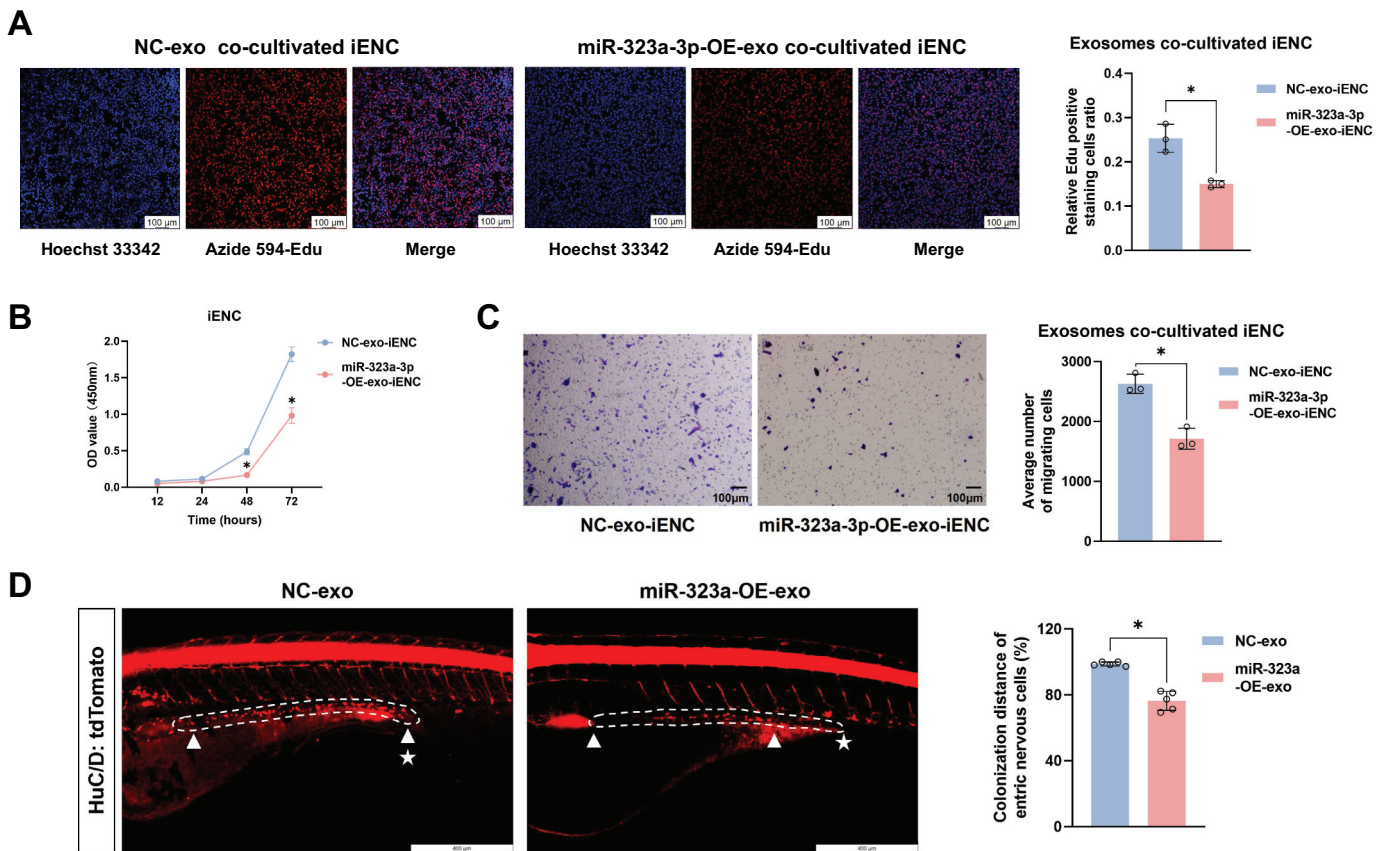 A
NC-exo co-cultivated iENC
miR-323a-3p-OE-exo co-cultivated iENC
100 μm
100 μm
100 μm
100 μm
100 μm
100 μm
Hoechst 33342
Azide 594-Edu
Merge
Hoechst 33342
Azide 594-Edu
Merge
Exosomes co-cultivated iENC
Relative Edu positive
staining cells ratio
0.4
0.3
0.2
0.1
0.0
*
NC-exo-iENC
miR-323a-3p
-OE-exo-iENC
B
iENC
OD value (450nm)
2.0
1.5
1.0
0.5
0.0
*
*
12
24
48
72
Time (hours)
NC-exo-iENC
miR-323a-3p
-OE-exo-iENC
C
100μm
100μm
NC-exo-iENC
miR-323a-3p-OE-exo-iENC
Exosomes co-cultivated iENC
Average number
of migrating cells
3000
2000
1000
0
*
NC-exo-iENC
miR-323a-3p
-OE-exo-iENC
D
HuC/D: tdTomato
NC-exo
miR-323a-OE-exo
400 μm
400 μm
Colonization distance of
entric nervous cells (%)
120
80
40
0
*
NC-exo
miR-323a
-OE-exo